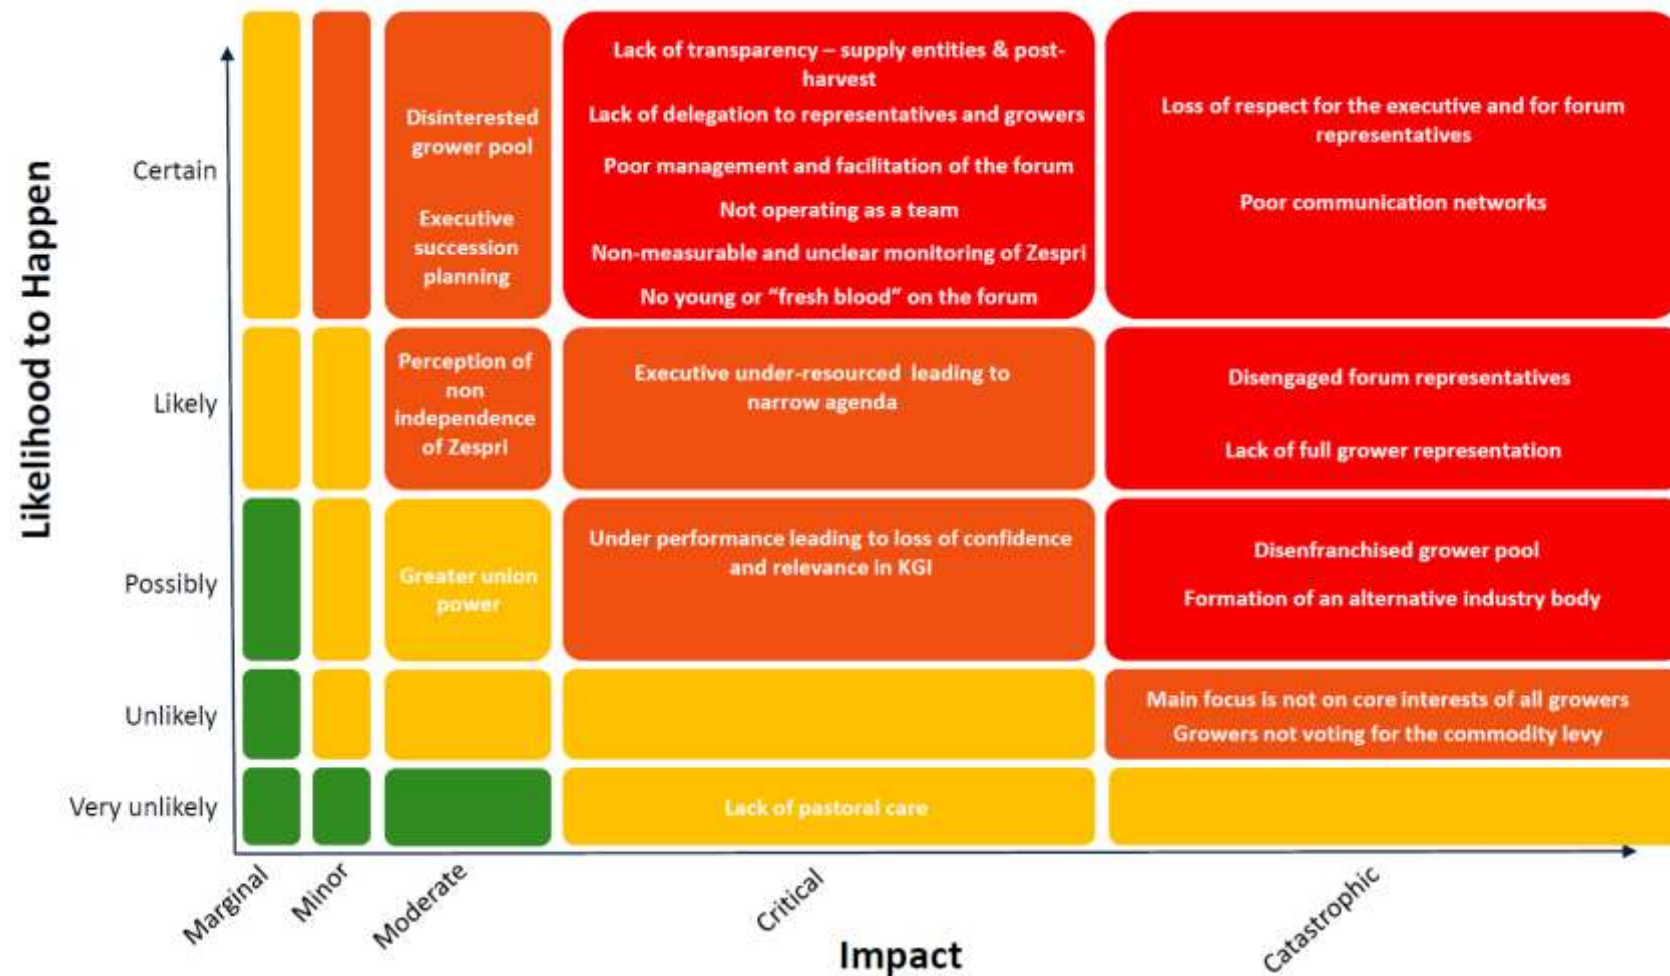 Likelihood to Happen
Certain
Disinterested
grower pool
Executive
succession
planning
Lack of transparency – supply entities & post-
harvest
Lack of delegation to representatives and growers
Poor management and facilitation of the forum
Not operating as a team
Non-measurable and unclear monitoring of Zespri
No young or “fresh blood” on the forum
Loss of respect for the executive and for forum
representatives
Poor communication networks
Likely
Perception of
non
independence
of Zespri
Executive under-resourced leading to
narrow agenda
Disengaged forum representatives
Lack of full grower representation
Possibly
Greater union
power
Under performance leading to loss of confidence
and relevance in KGI
Disenfranchised grower pool
Formation of an alternative industry body
Unlikely
Main focus is not on core interests of all growers
Growers not voting for the commodity levy
Very unlikely
Lack of pastoral care
Marginal
Minor
Moderate
Critical
Catastrophic
Impact